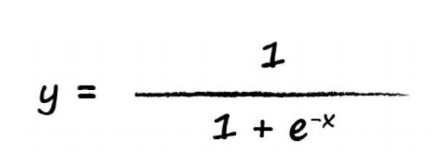 1
y =
1 + e⁻ˣ